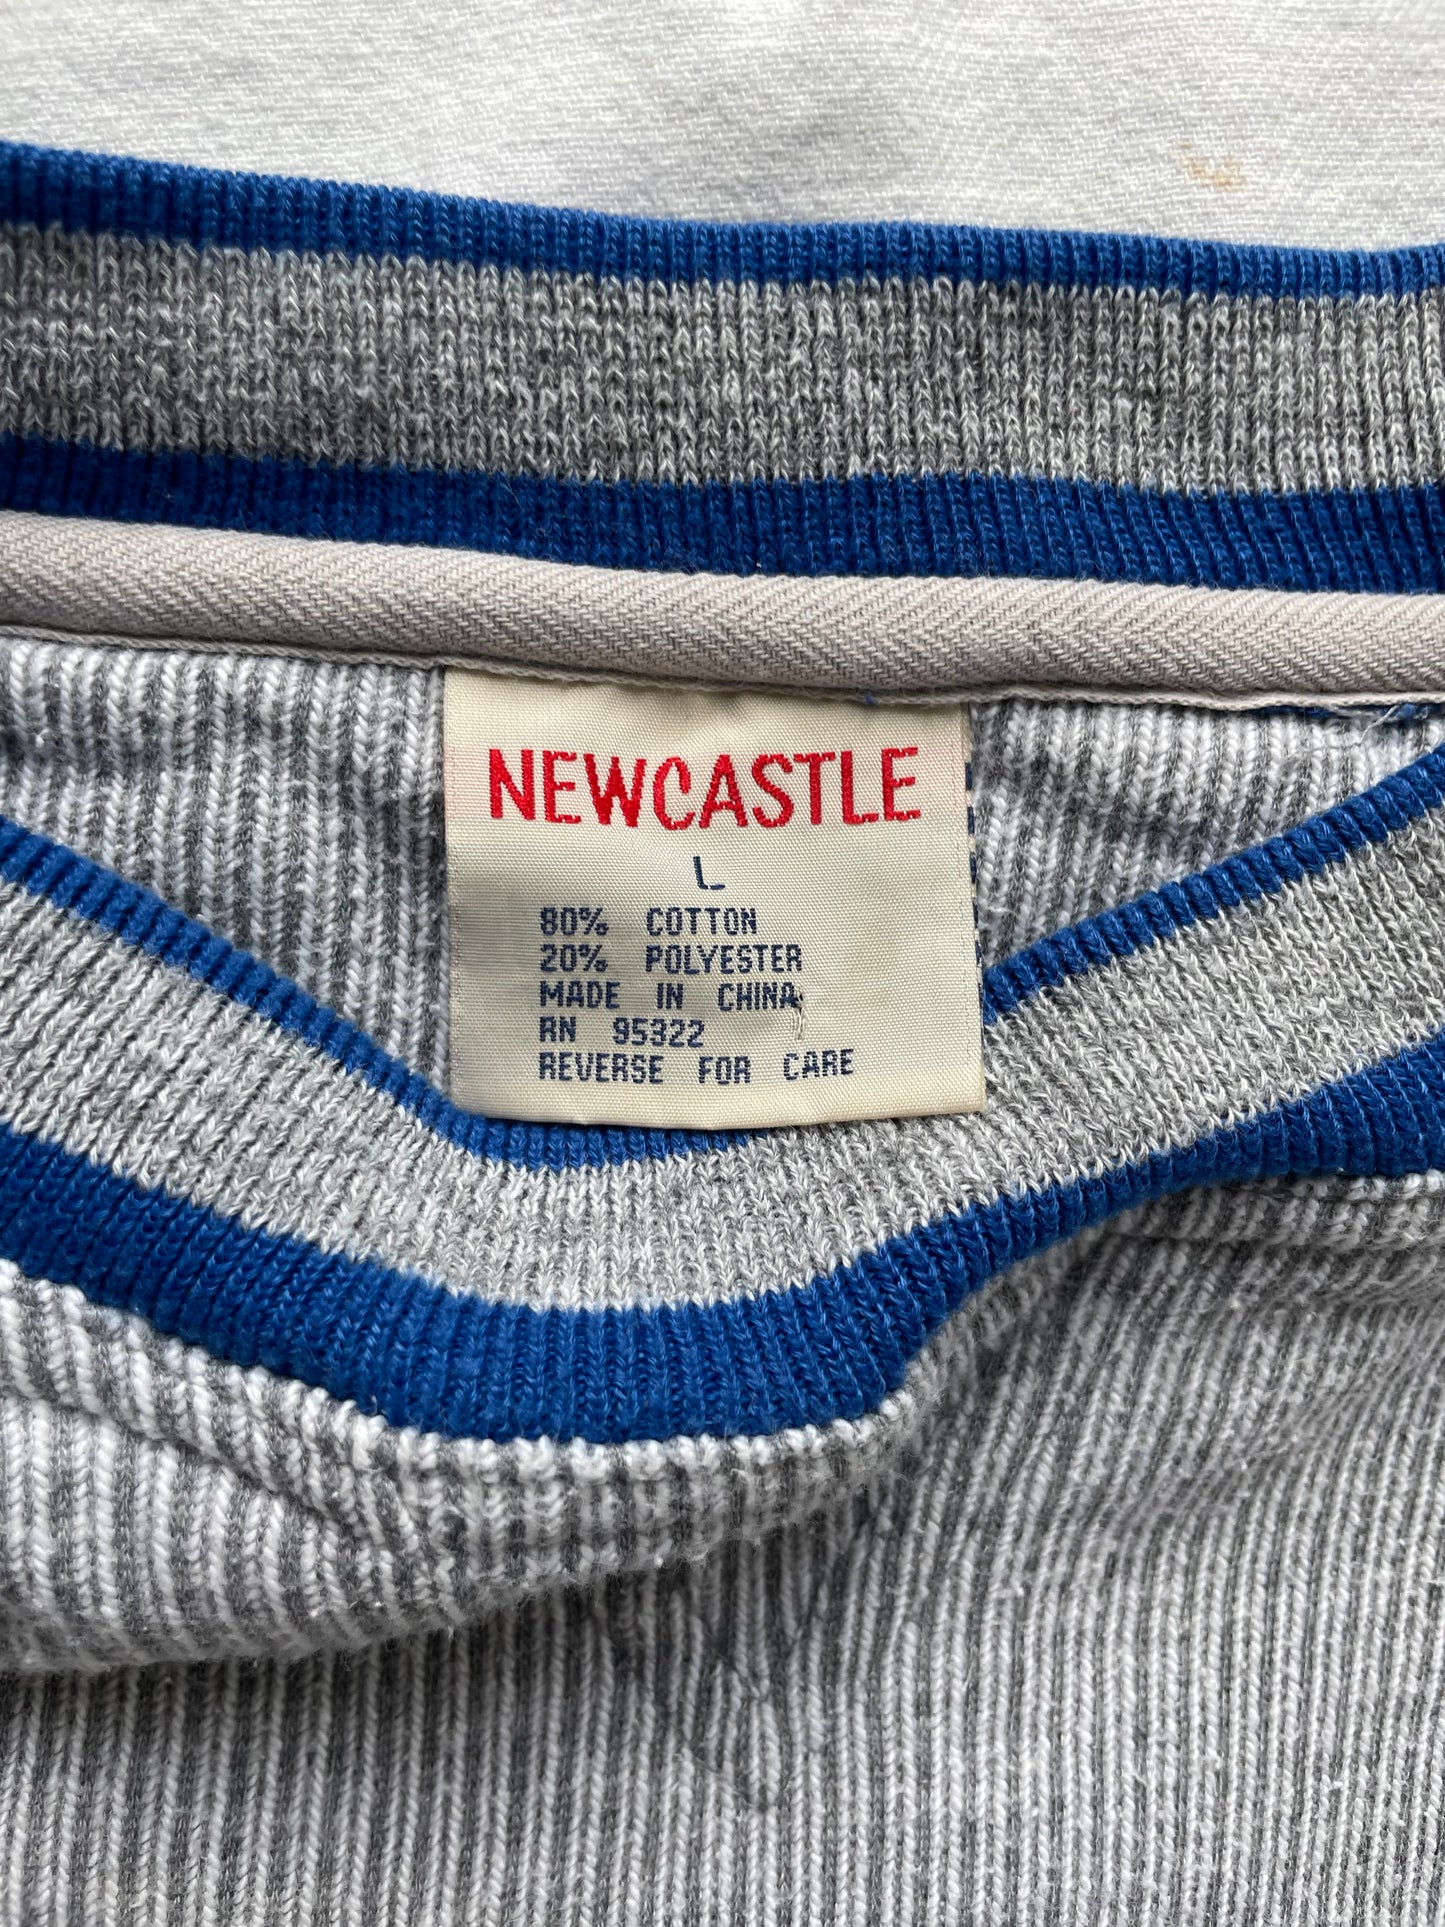 NEWCASTLE
L
80% COTTON
20% POLYESTER
MADE IN CHINA
RN 95322
REVERSE FOR CARE